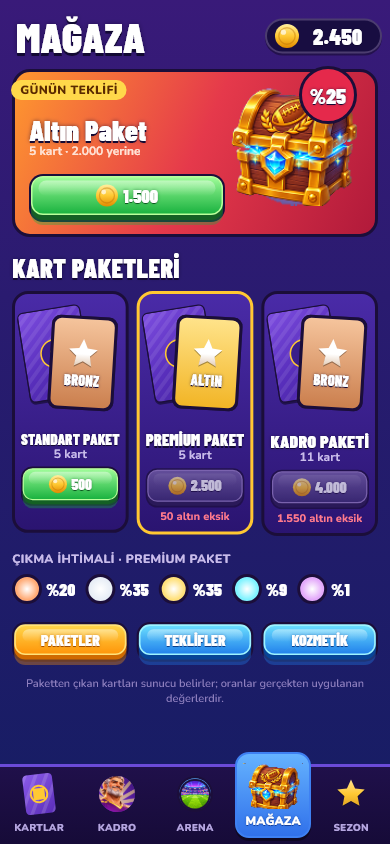 MAĞAZA
2.450
GÜNÜN TEKLİFİ
%25
Altın Paket
5 kart · 2.000 yerine
1.500
KART PAKETLERİ
BRONZ
ALTIN
BRONZ
STANDART PAKET
PREMİUM PAKET
KADRO PAKETİ
5 kart
5 kart
11 kart
500
2.500
4.000
50 altın eksik
1.550 altın eksik
ÇIKMA İHTİMALİ · PREMIUM PAKET
%20
%35
%35
%9
%1
PAKETLER
TEKLİFLER
KOZMETİK
Paketten çıkan kartları sunucu belirler; oranlar gerçekten uygulanan
değerlerdir.
KARTLAR
KADRO
ARENA
MAĞAZA
SEZON